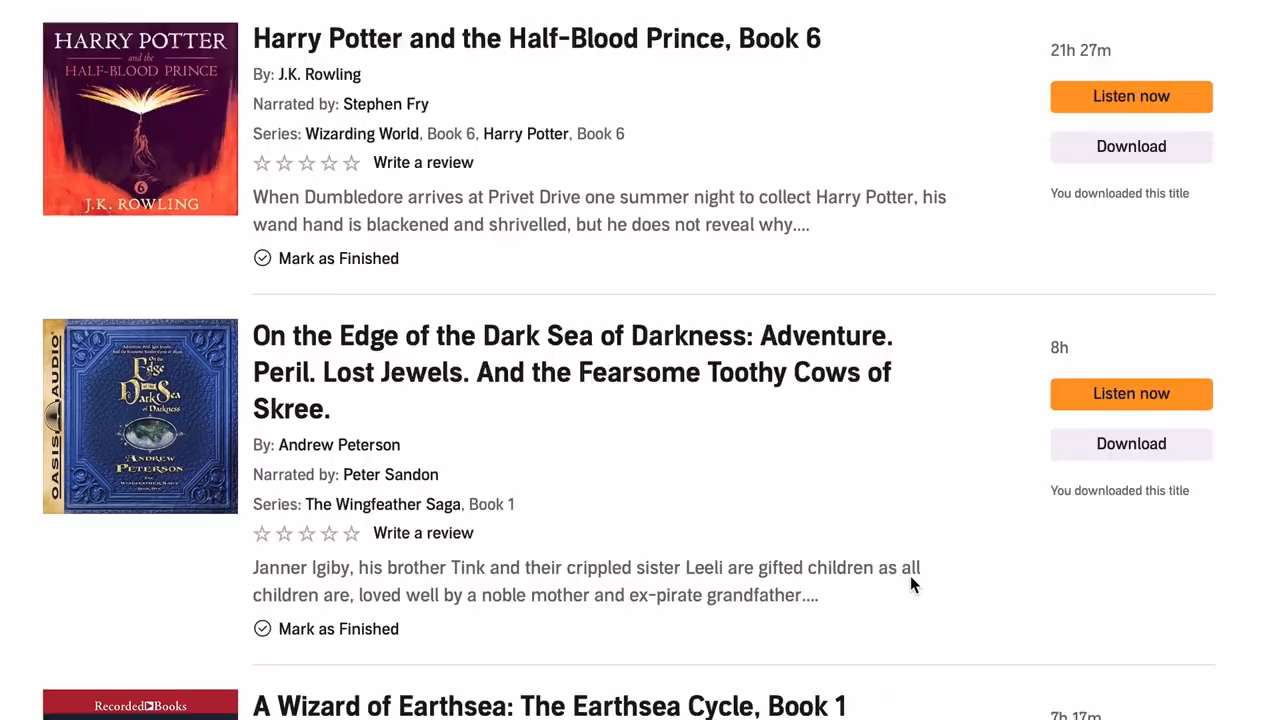 HARRY POTTER
and the
HALF-BLOOD PRINCE
6
J.K. ROWLING
Harry Potter and the Half-Blood Prince, Book 6
By: J.K. Rowling
Narrated by: Stephen Fry
Series: Wizarding World, Book 6, Harry Potter, Book 6
Write a review
When Dumbledore arrives at Privet Drive one summer night to collect Harry Potter, his
wand hand is blackened and shrivelled, but he does not reveal why....
Mark as Finished
21h 27m
Listen now
Download
You downloaded this title
OASIS AUDIO
On the
Edge
of the
Dark Sea
of Darkness
ANDREW
PETERSON
On the Edge of the Dark Sea of Darkness: Adventure.
Peril. Lost Jewels. And the Fearsome Toothy Cows of
Skree.
By: Andrew Peterson
Narrated by: Peter Sandon
Series: The Wingfeather Saga, Book 1
Write a review
Janner Igiby, his brother Tink and their crippled sister Leeli are gifted children as all
children are, loved well by a noble mother and ex-pirate grandfather....
Mark as Finished
8h
Listen now
Download
You downloaded this title
Recorded Books
A Wizard of Earthsea: The Earthsea Cycle, Book 1
7h 17m